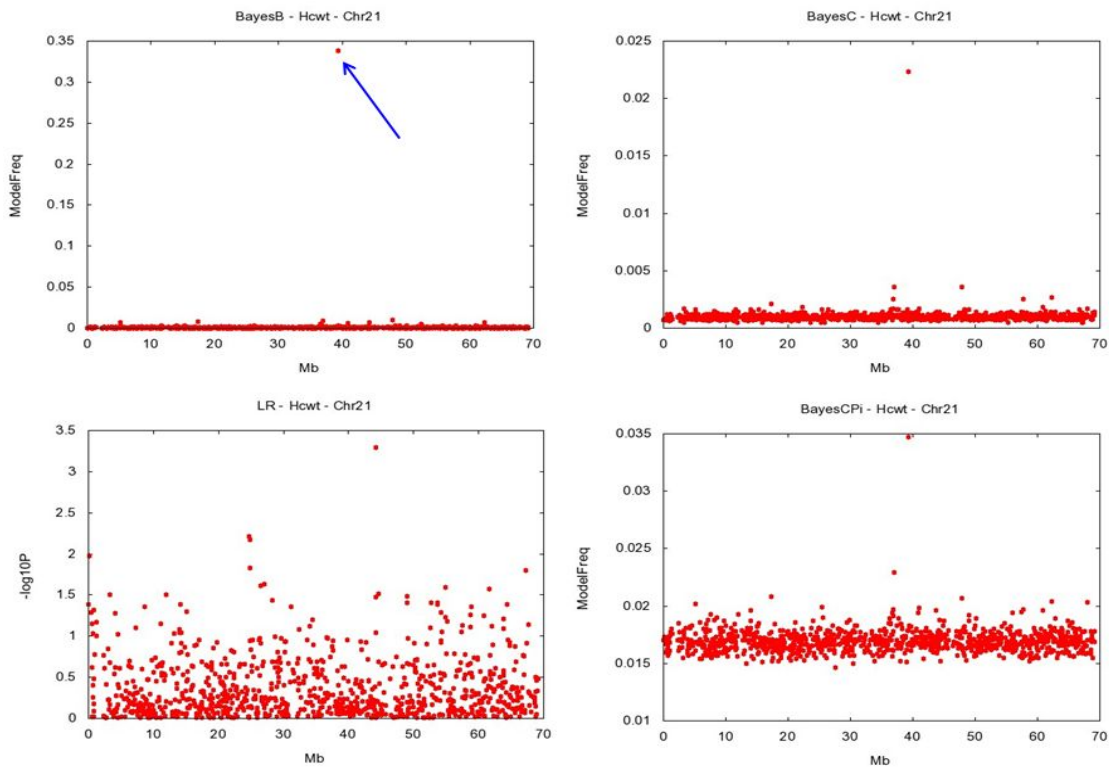 BayesB - Hcwt - Chr21
0.35
0.3
0.25
0.2
0.15
0.1
0.05
0
ModelFreq
0 10 20 30 40 50 60 70
Mb
BayesC - Hcwt - Chr21
0.025
0.02
0.015
0.01
0.005
0
ModelFreq
0 10 20 30 40 50 60 70
Mb
LR - Hcwt - Chr21
3.5
3
2.5
2
1.5
1
0.5
0
-log10P
0 10 20 30 40 50 60 70
Mb
BayesCPi - Hcwt - Chr21
0.035
0.03
0.025
0.02
0.015
0.01
ModelFreq
0 10 20 30 40 50 60 70
Mb